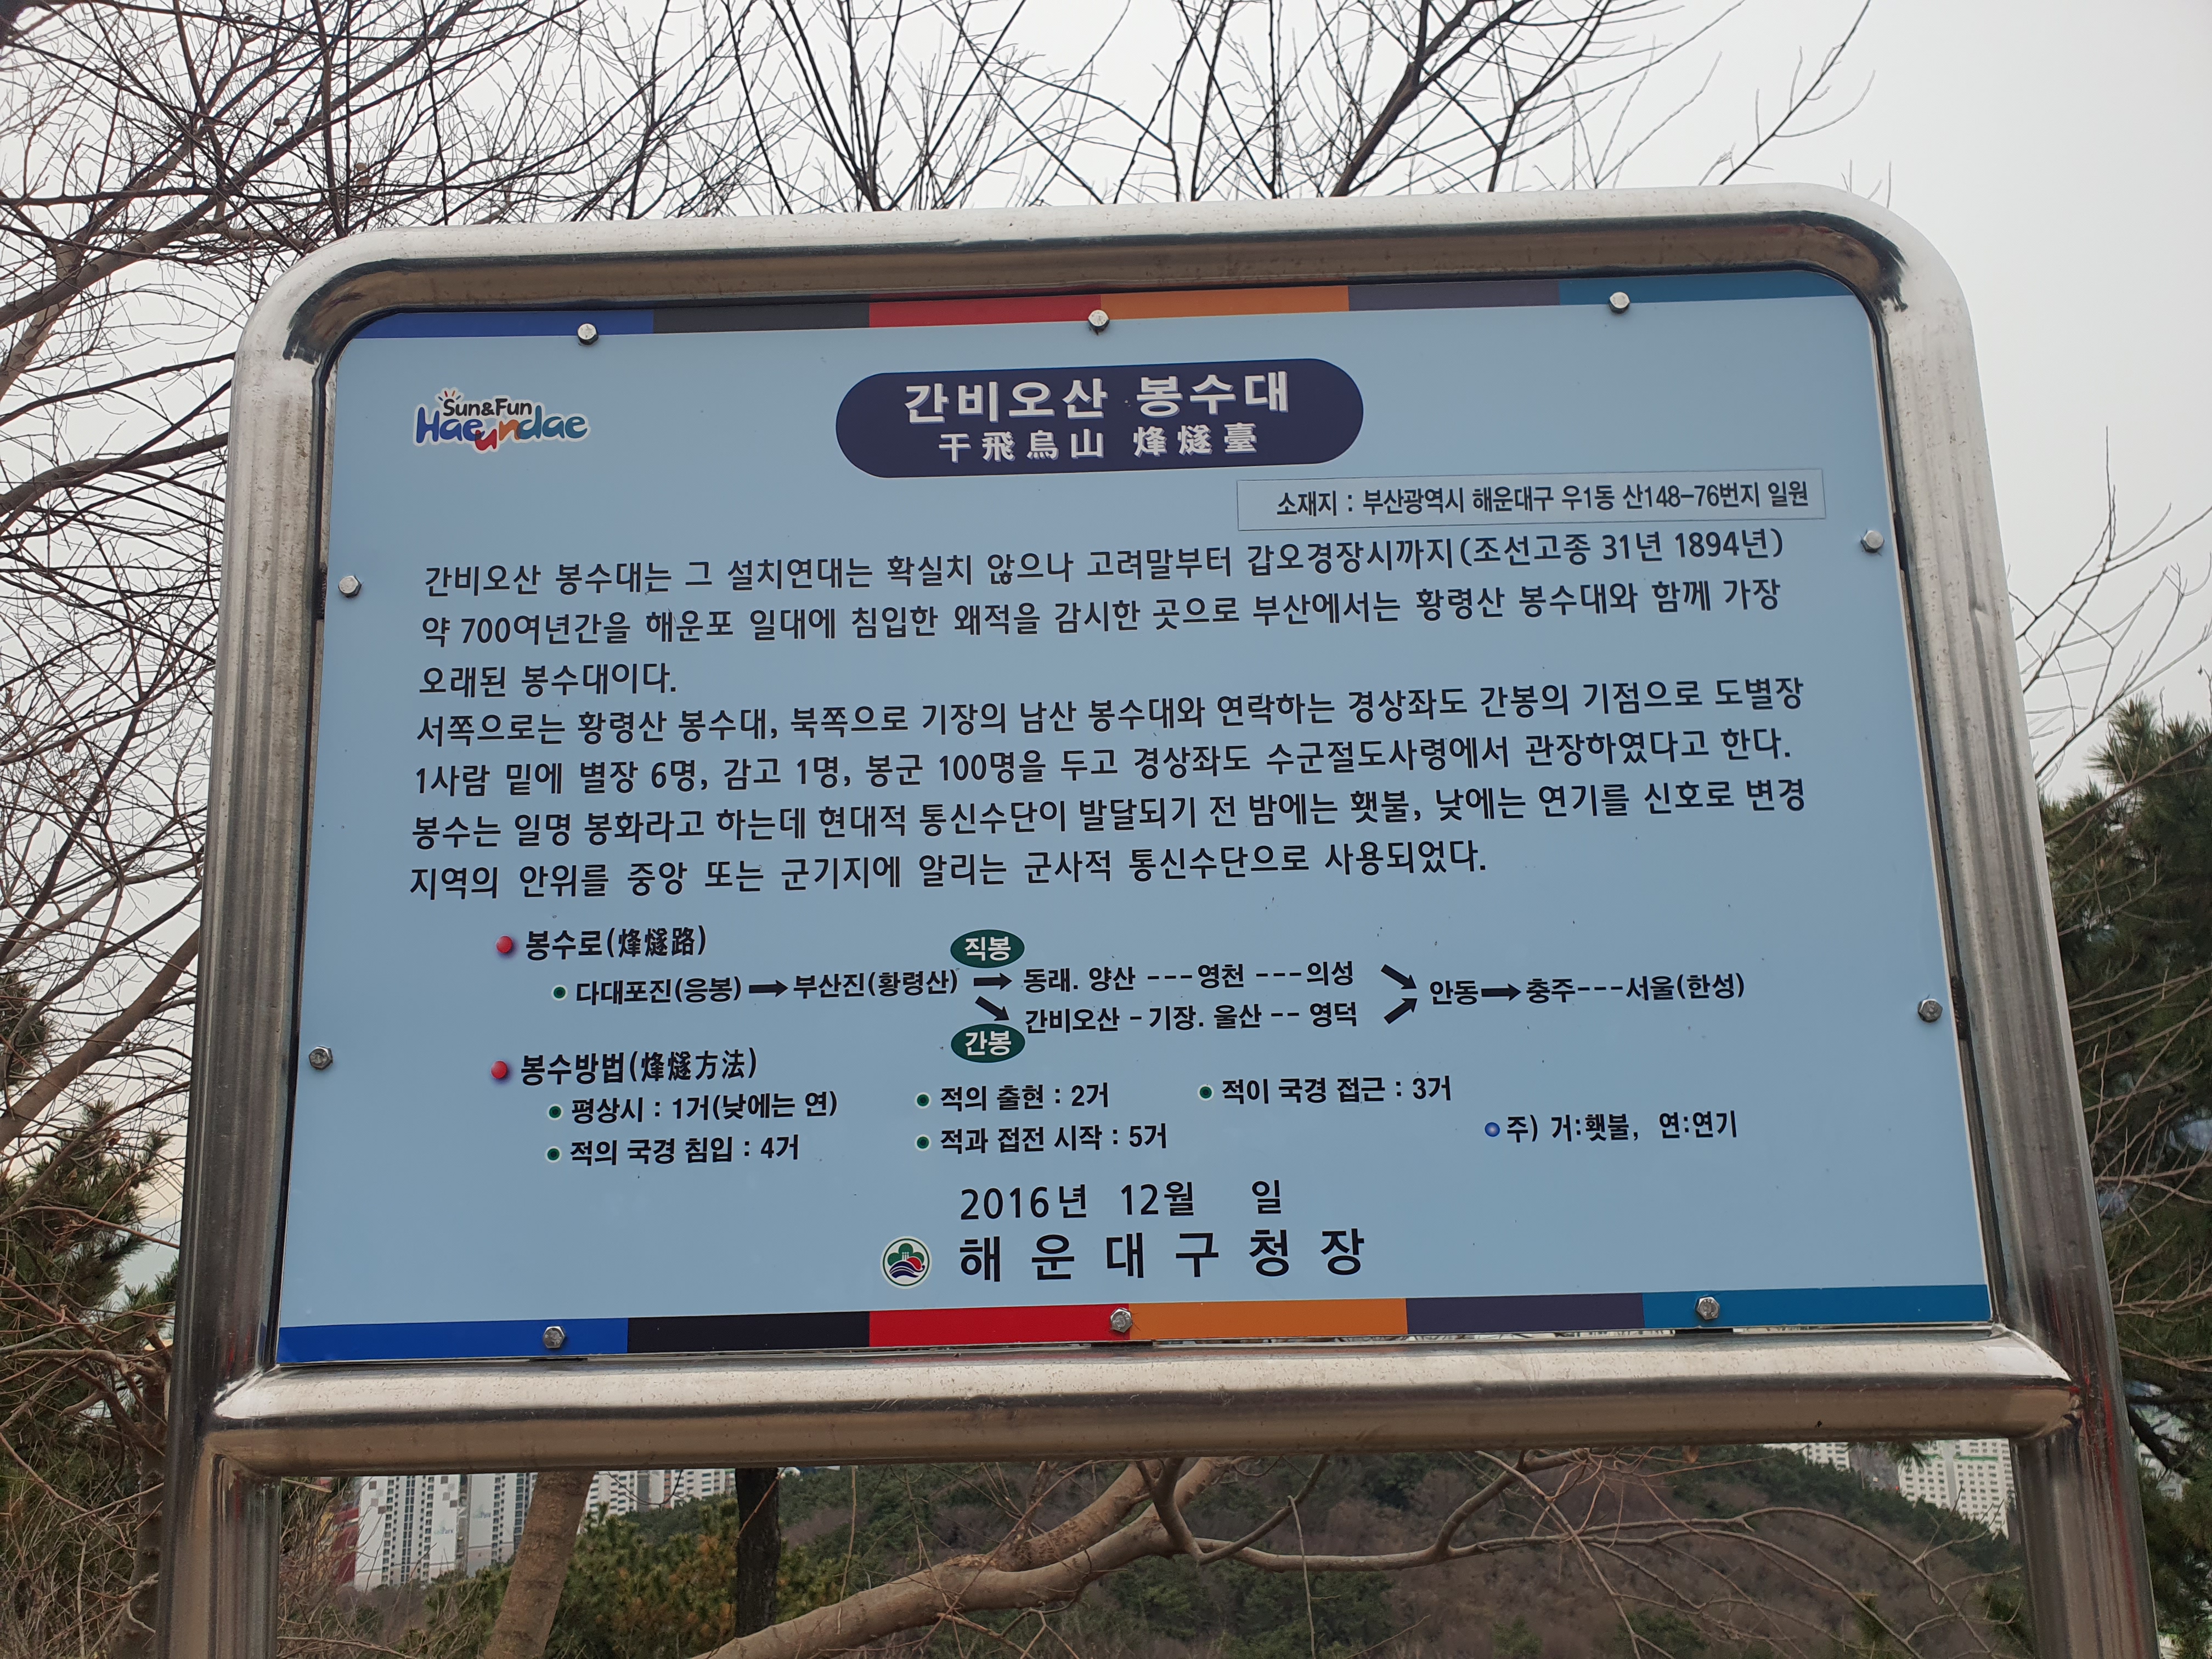 Sun&Fun
Haeundae
간비오산 봉수대
干飛烏山 烽燧臺
소재지 : 부산광역시 해운대구 우1동 산148-76번지 일원
간비오산 봉수대는 그 설치연대는 확실치 않으나 고려말부터 갑오경장시까지(조선고종 31년 1894년)
약 700여년간을 해운포 일대에 침입한 왜적을 감시한 곳으로 부산에서는 황령산 봉수대와 함께 가장
오래된 봉수대이다.
서쪽으로는 황령산 봉수대, 북쪽으로 기장의 남산 봉수대와 연락하는 경상좌도 간봉의 기점으로 도별장
1사람 밑에 별장 6명, 감고 1명, 봉군 100명을 두고 경상좌도 수군절도사령에서 관장하였다고 한다.
봉수는 일명 봉화라고 하는데 현대적 통신수단이 발달되기 전 밤에는 횃불, 낮에는 연기를 신호로 변경
지역의 안위를 중앙 또는 군기지에 알리는 군사적 통신수단으로 사용되었다.
봉수로(烽燧路)
직봉
다대포진(응봉) → 부산진(황령산) → 동래. 양산 ---영천 ---의성 → 안동 → 충주---서울(한성)
간비오산 -기장. 울산 -- 영덕
간봉
봉수방법(烽燧方法)
평상시 : 1거(낮에는 연) 적의 출현 : 2거 적이 국경 접근 : 3거
적의 국경 침입 : 4거 적과 접전 시작 : 5거 주) 거:횃불, 연:연기
2016년 12월 일
해운대구청장